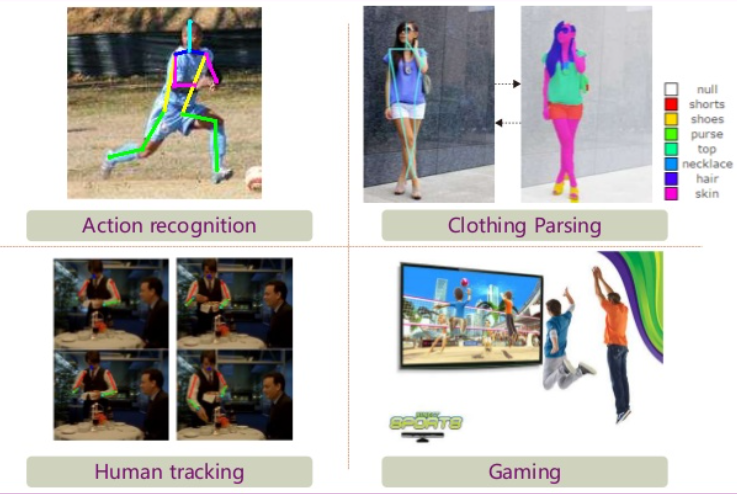 null
shorts
shoes
purse
top
necklace
hair
skin
Action recognition
Clothing Parsing
SPORTS
Human tracking
Gaming